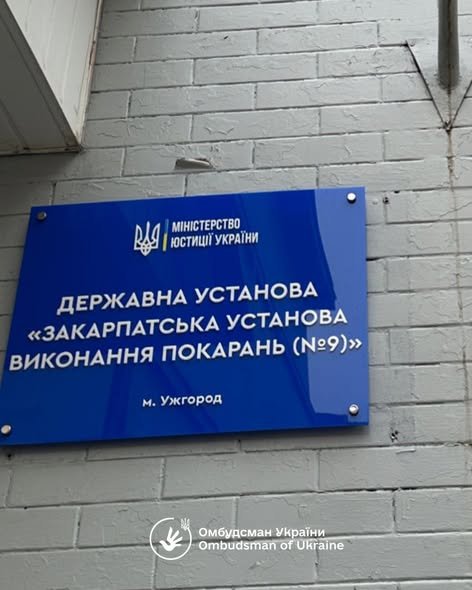 МІНІСТЕРСТВО
ЮСТИЦІЇ УКРАЇНИ
ДЕРЖАВНА УСТАНОВА
«ЗАКАРПАТСЬКА УСТАНОВА
ВИКОНАННЯ ПОКАРАНЬ (№9)»
м. Ужгород
Омбудсман України
Ombudsman of Ukraine